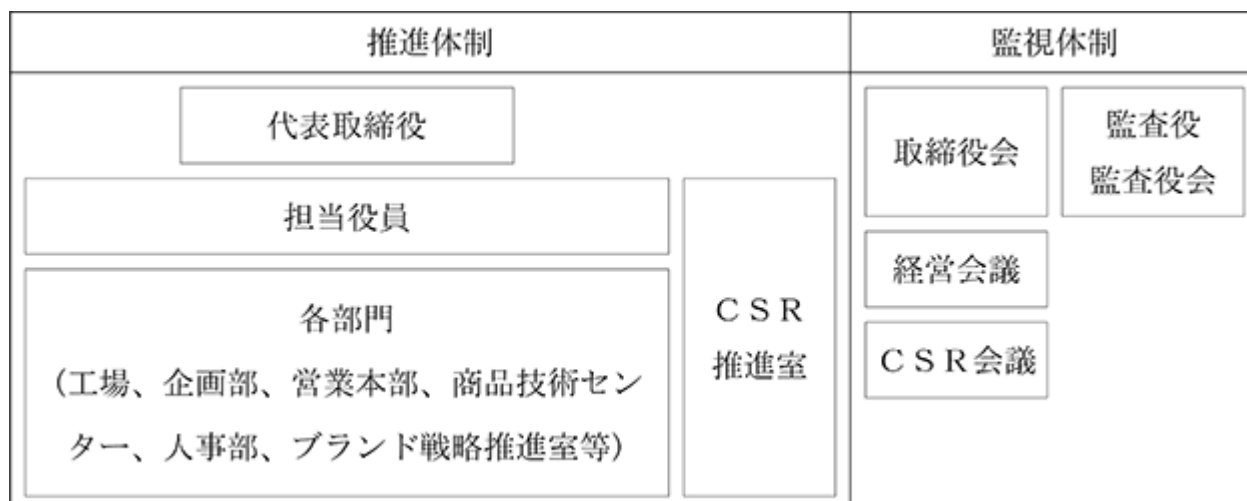 推進体制
代表取締役
担当役員
各部門
(工場、企画部、営業本部、商品技術セン
ター、人事部、ブランド戦略推進室等)
ＣＳＲ
推進室
監視体制
取締役会
監査役
監査役会
経営会議
ＣＳＲ会議